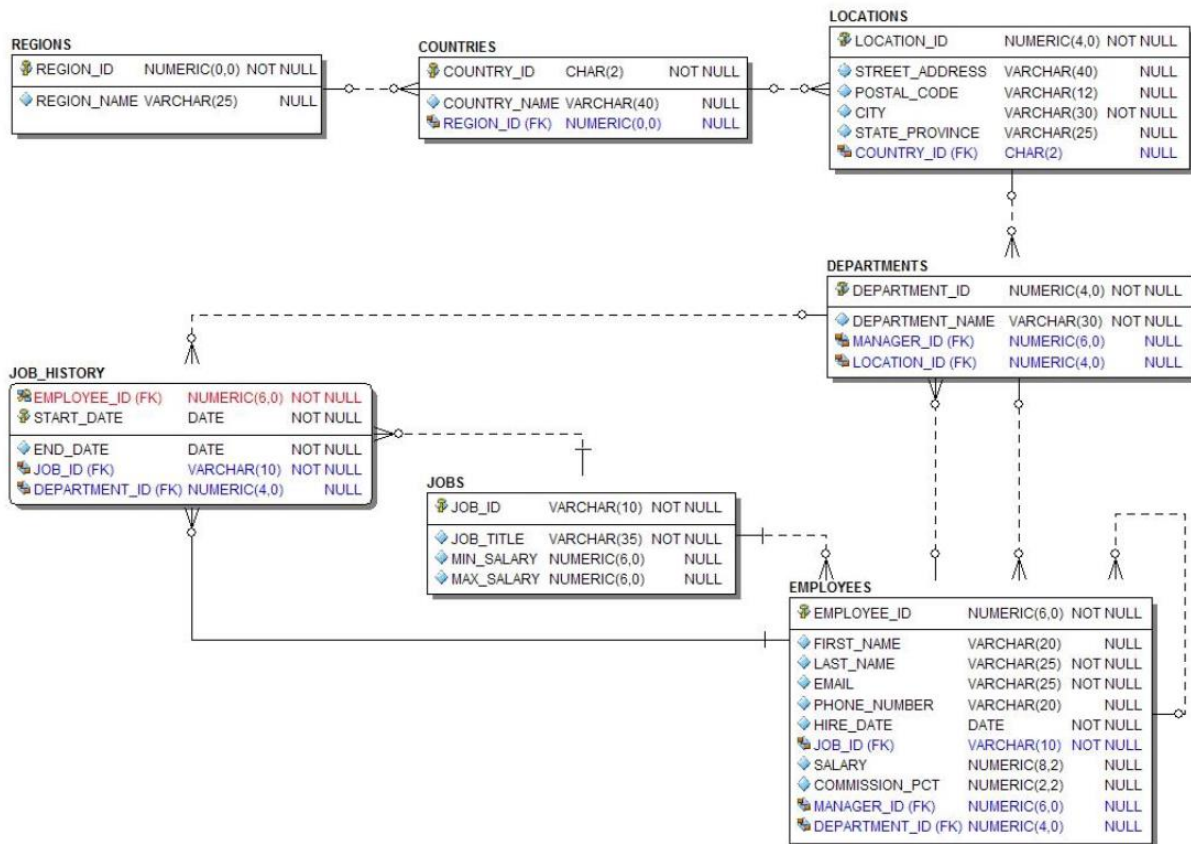 REGIONS
REGION_ID NUMERIC(0,0) NOT NULL
REGION_NAME VARCHAR(25) NULL
COUNTRIES
COUNTRY_ID CHAR(2) NOT NULL
COUNTRY_NAME VARCHAR(40) NULL
REGION_ID (FK) NUMERIC(0,0) NULL
LOCATIONS
LOCATION_ID NUMERIC(4,0) NOT NULL
STREET_ADDRESS VARCHAR(40) NULL
POSTAL_CODE VARCHAR(12) NULL
CITY VARCHAR(30) NOT NULL
STATE_PROVINCE VARCHAR(25) NULL
COUNTRY_ID (FK) CHAR(2) NULL
DEPARTMENTS
DEPARTMENT_ID NUMERIC(4,0) NOT NULL
DEPARTMENT_NAME VARCHAR(30) NOT NULL
MANAGER_ID (FK) NUMERIC(6,0) NULL
LOCATION_ID (FK) NUMERIC(4,0) NULL
JOB_HISTORY
EMPLOYEE_ID (FK) NUMERIC(6,0) NOT NULL
START_DATE DATE NOT NULL
END_DATE DATE NOT NULL
JOB_ID (FK) VARCHAR(10) NOT NULL
DEPARTMENT_ID (FK) NUMERIC(4,0) NULL
JOBS
JOB_ID VARCHAR(10) NOT NULL
JOB_TITLE VARCHAR(35) NOT NULL
MIN_SALARY NUMERIC(6,0) NULL
MAX_SALARY NUMERIC(6,0) NULL
EMPLOYEES
EMPLOYEE_ID NUMERIC(6,0) NOT NULL
FIRST_NAME VARCHAR(20) NULL
LAST_NAME VARCHAR(25) NOT NULL
EMAIL VARCHAR(25) NOT NULL
PHONE_NUMBER VARCHAR(20) NULL
HIRE_DATE DATE NOT NULL
JOB_ID (FK) VARCHAR(10) NOT NULL
SALARY NUMERIC(8,2) NULL
COMMISSION_PCT NUMERIC(2,2) NULL
MANAGER_ID (FK) NUMERIC(6,0) NULL
DEPARTMENT_ID (FK) NUMERIC(4,0) NULL